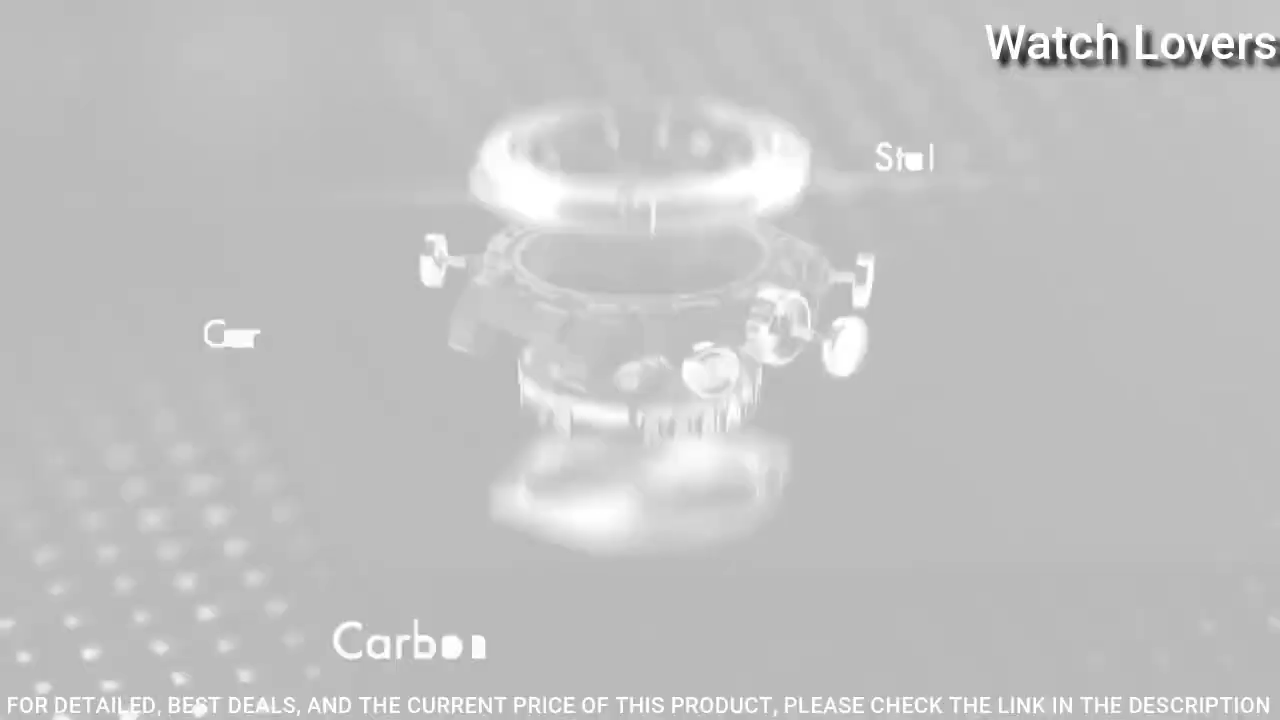 Watch Lovers
Carbon
FOR DETAILED, BEST DEALS, AND THE CURRENT PRICE OF THIS PRODUCT, PLEASE CHECK THE LINK IN THE DESCRIPTION